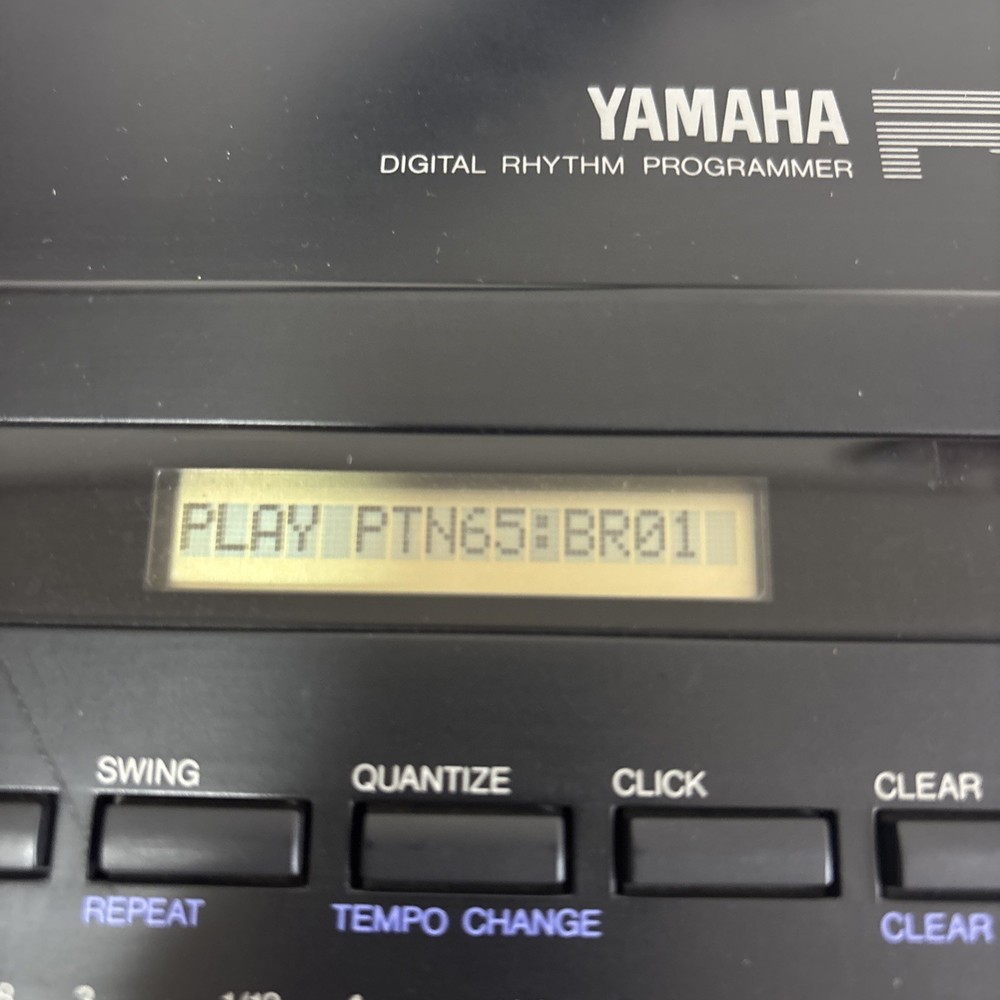 YAMAHA
DIGITAL RHYTHM PROGRAMMER
PLAY PTN65:BR01
SWING
QUANTIZE
CLICK
CLEAR
REPEAT
TEMPO CHANGE
CLEAR